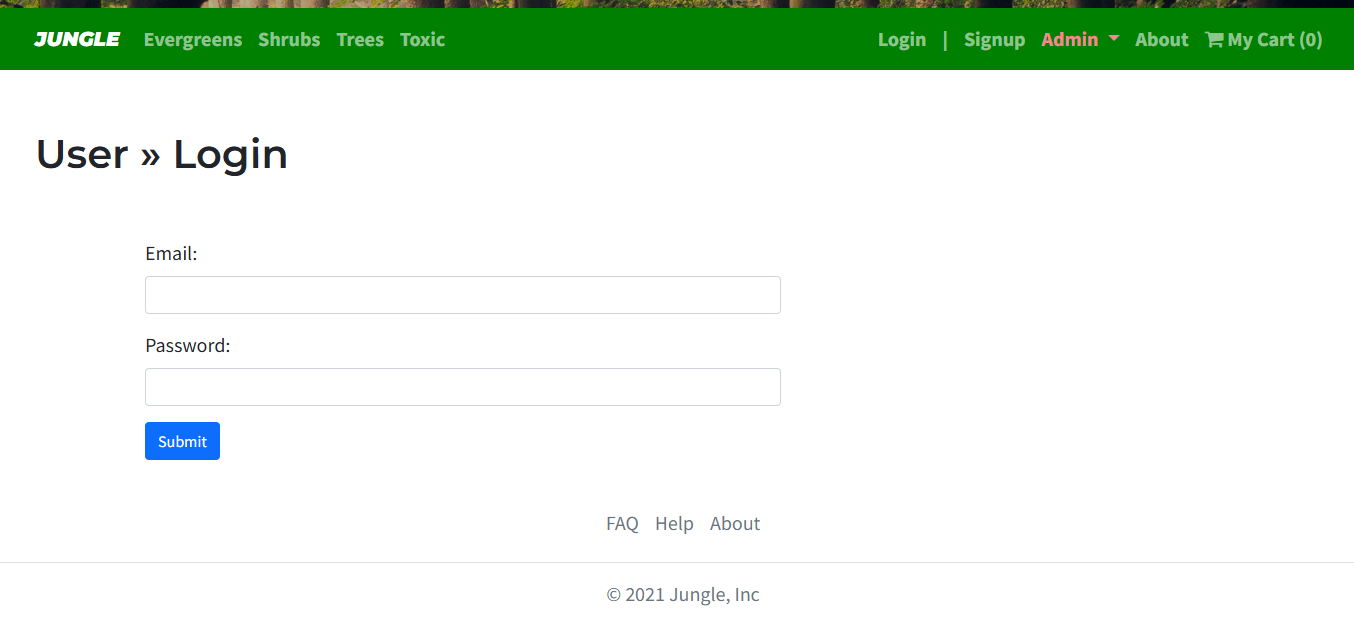 JUNGLE Evergreens Shrubs Trees Toxic Login | Signup Admin About My Cart (0)
User » Login
Email:
Password:
Submit
FAQ Help About
© 2021 Jungle, Inc